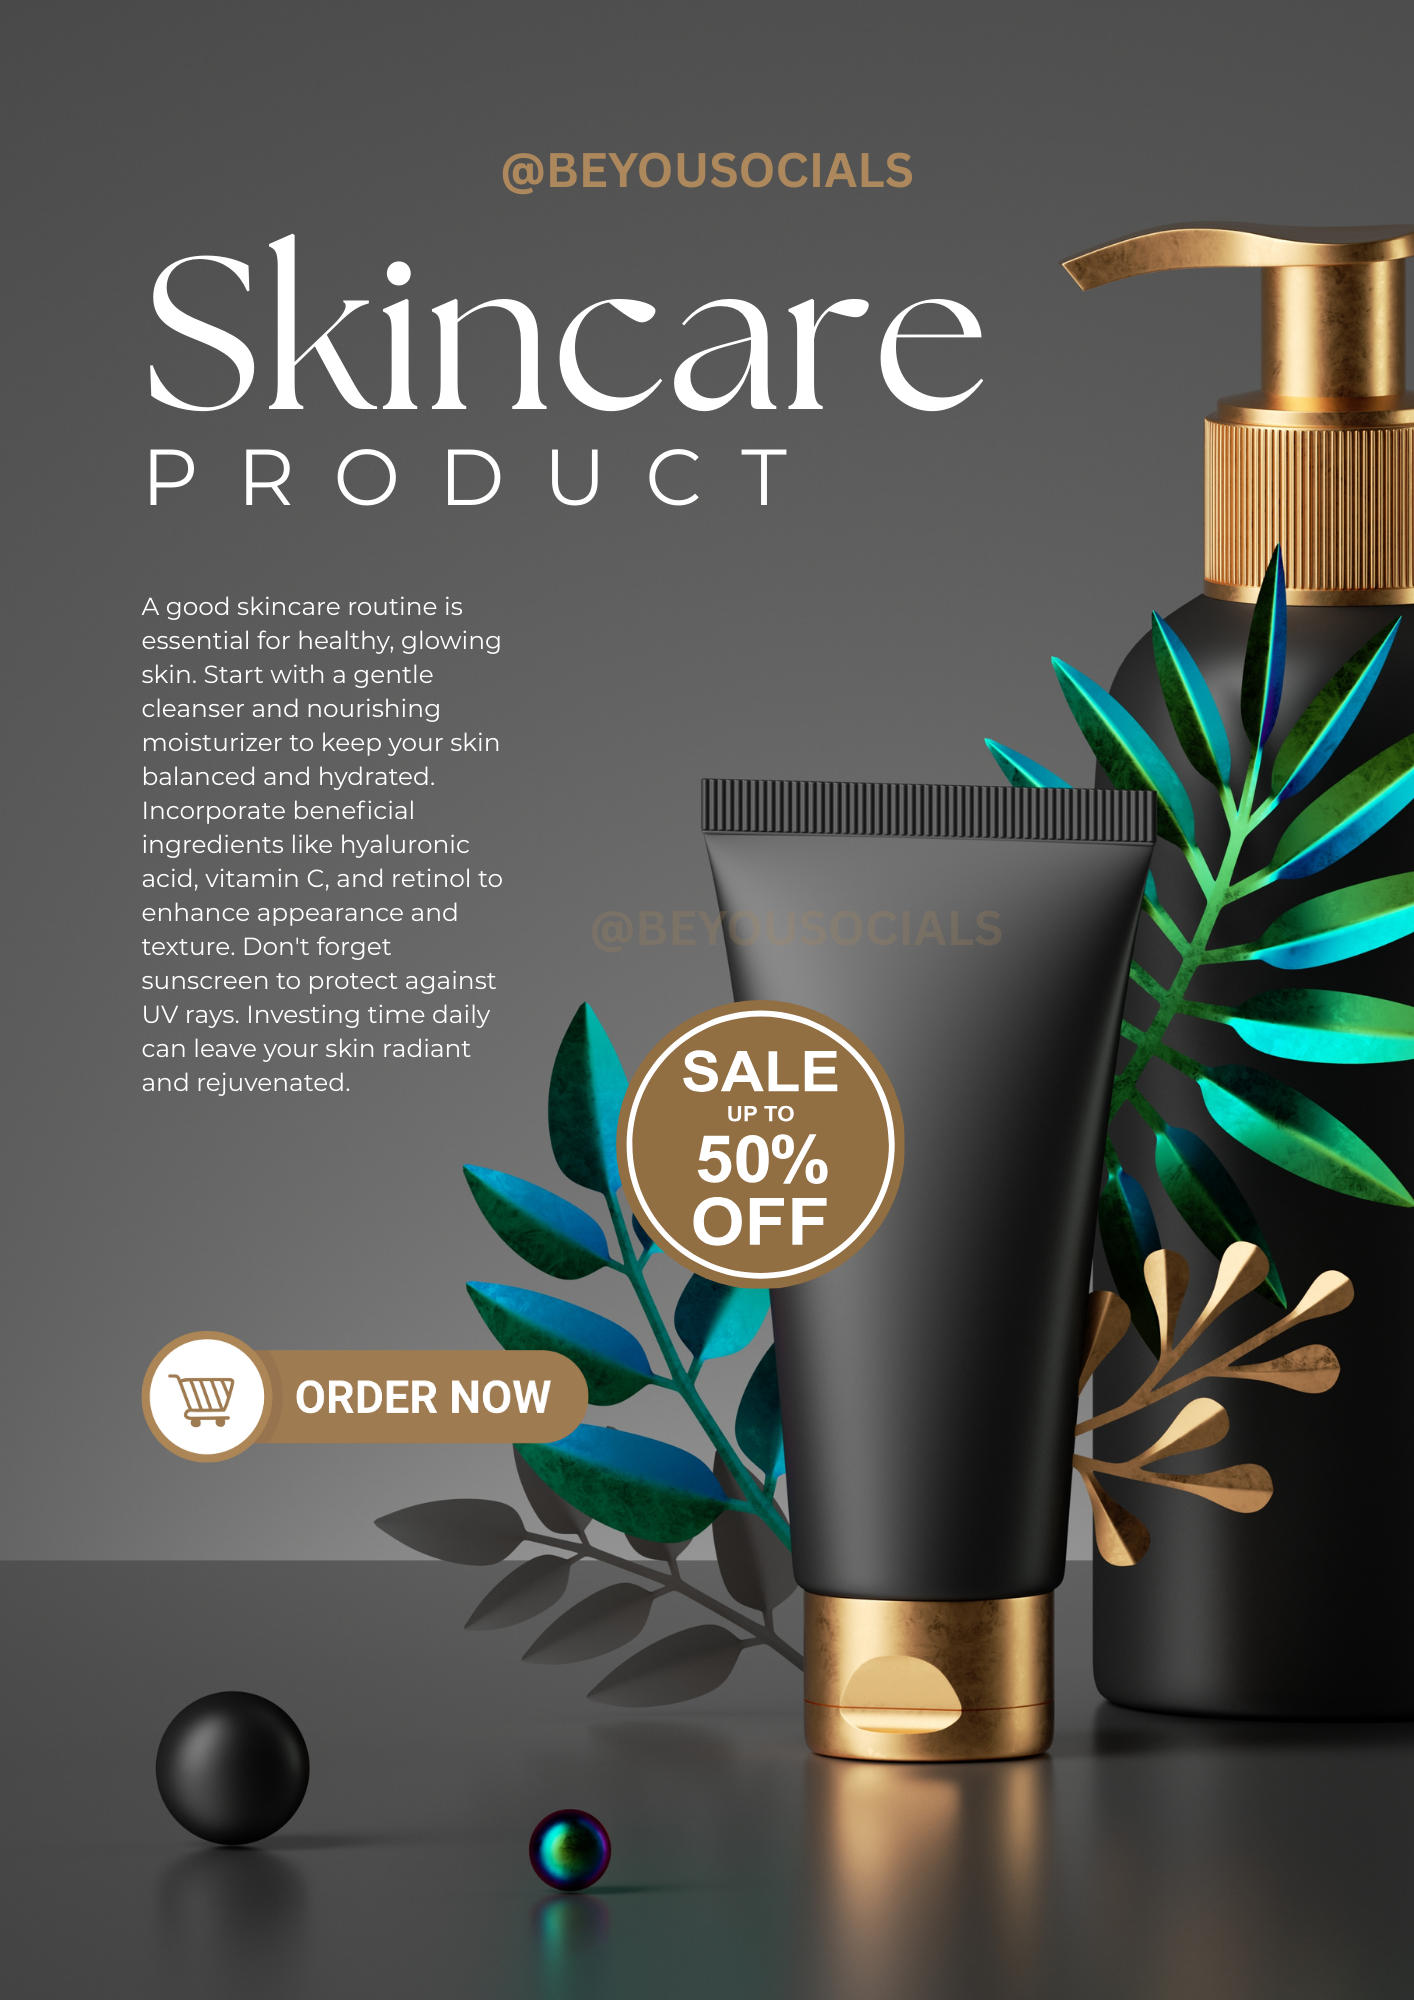 @BEYOUSOCIALS
Skincare
PRODUCT
A good skincare routine is
essential for healthy, glowing
skin. Start with a gentle
cleanser and nourishing
moisturizer to keep your skin
balanced and hydrated.
Incorporate beneficial
ingredients like hyaluronic
acid, vitamin C, and retinol to
enhance appearance and
texture. Don't forget
sunscreen to protect against
UV rays. Investing time daily
can leave your skin radiant
and rejuvenated.
@BEYOUSOCIALS
SALE
UP TO
50%
OFF
ORDER NOW